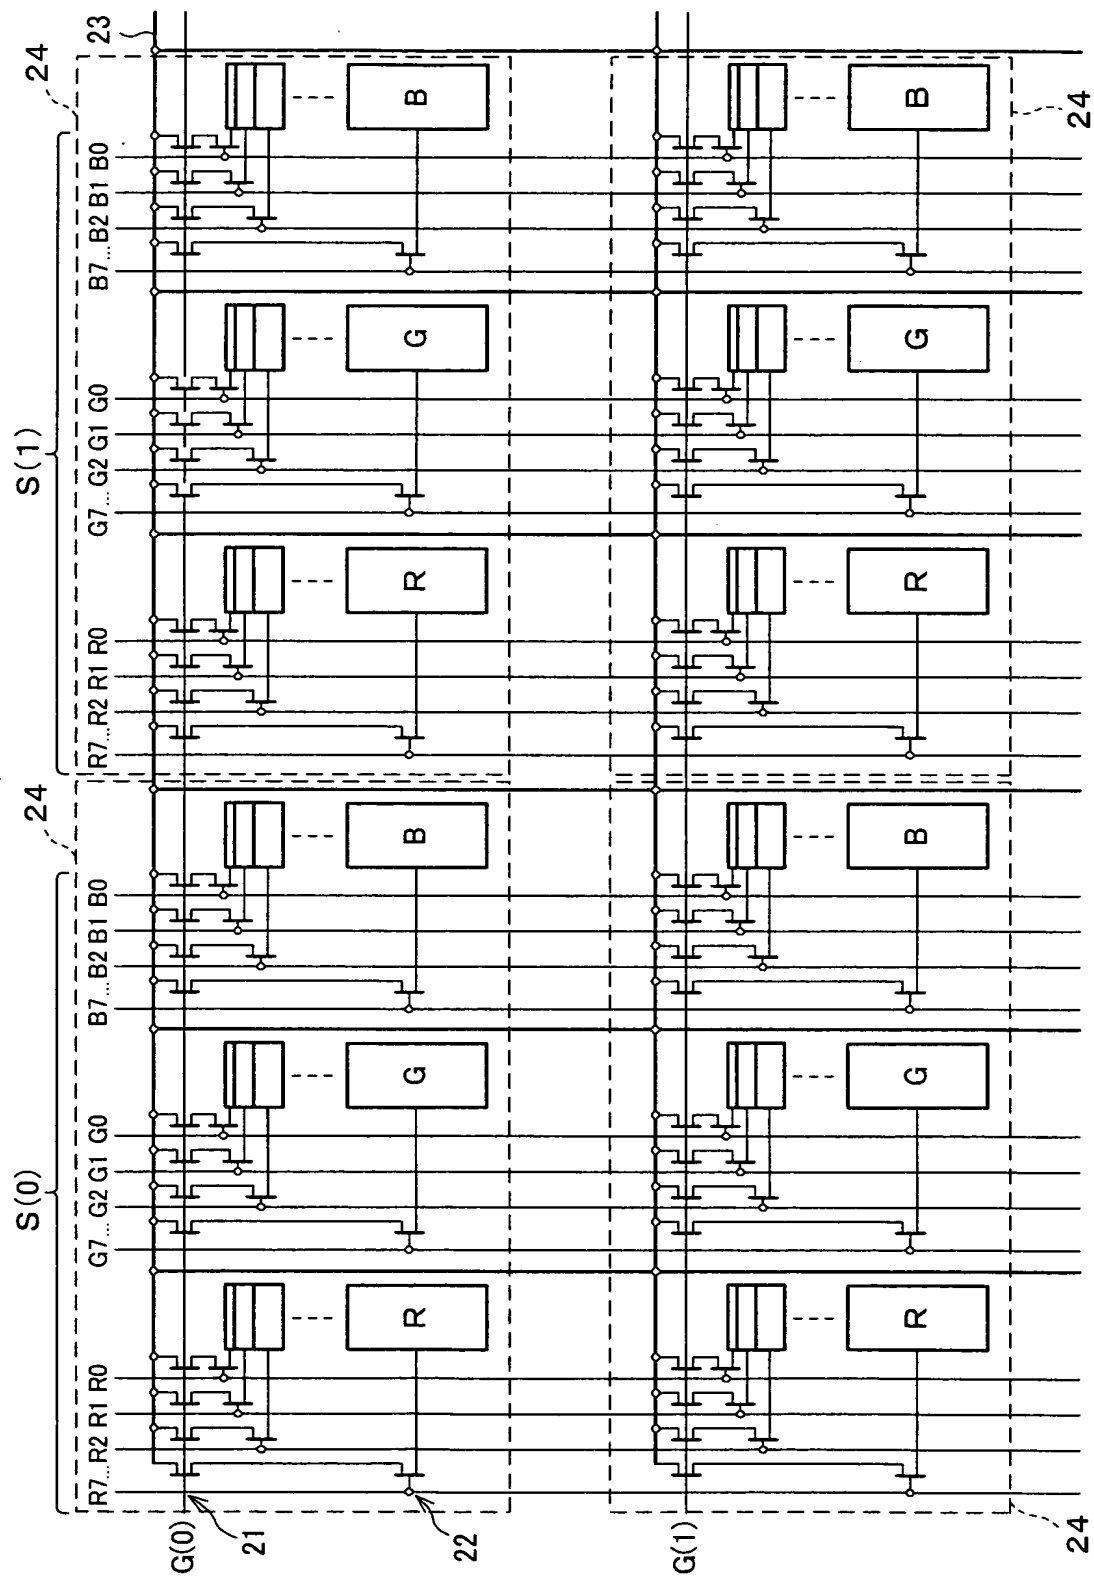 S(0) S(1)
24 24
R7...R2 R1 R0 G7... G2 G1 G0 B7... B2 B1 B0 R7...R2 R1 R0 G7... G2 G1 G0 B7... B2 B1 B0
23
G(0)
21
R G B R G B
22
G(1)
R G B R G B
24 24